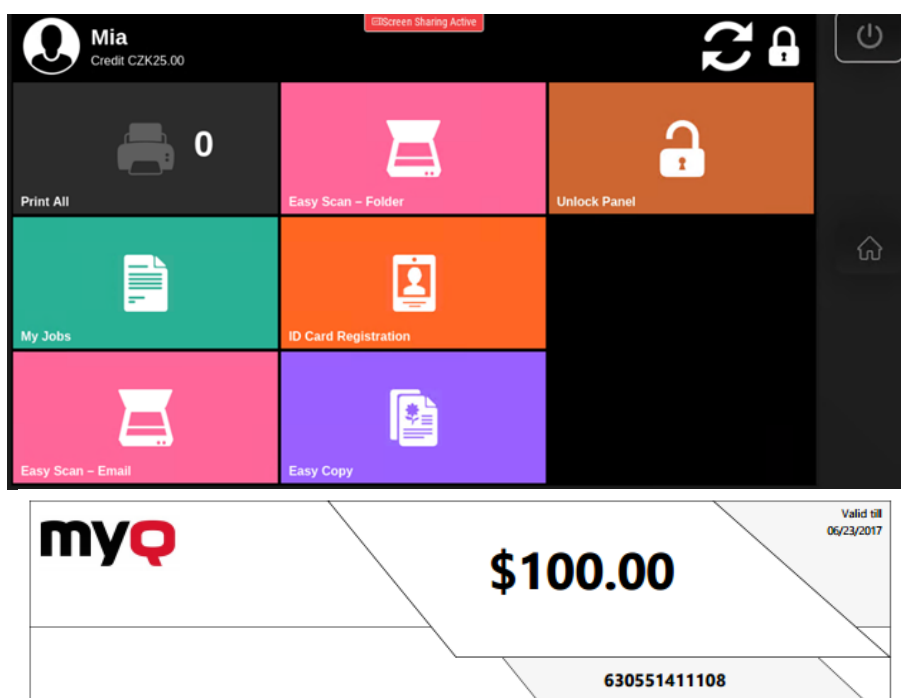 Screen Sharing Active
Mia
Credit CZK25.00
0
Print All
Easy Scan – Folder
Unlock Panel
My Jobs
ID Card Registration
Easy Scan – Email
Easy Copy
myQ
Valid till
06/23/2017
$100.00
630551411108